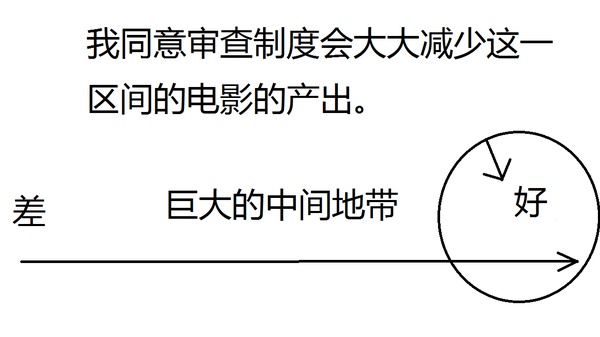 我同意审查制度会大大减少这一
区间的电影的产出。
差
巨大的中间地带
好